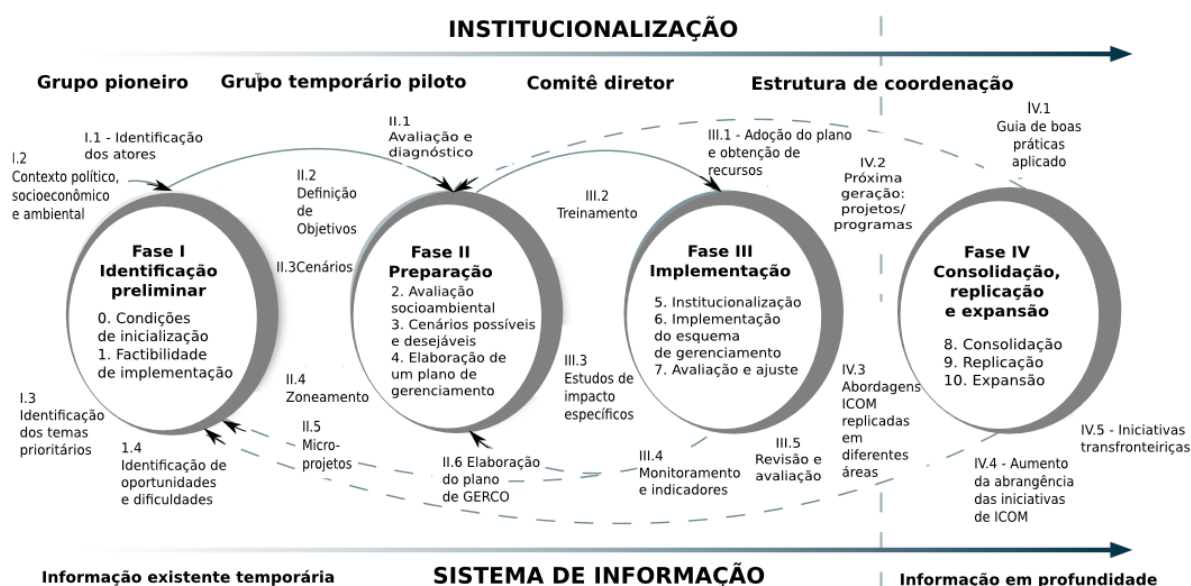 INSTITUCIONALIZAÇÃO
Grupo pioneiro
Grupo temporário piloto
Comitê diretor
Estrutura de coordenação
I.1 - Identificação
dos atores
I.2
Contexto político,
socioeconômico
e ambiental
Fase I
Identificação
preliminar
0. Condições
de inicialização
1. Factibilidade
de implementação
I.3
Identificação
dos temas
prioritários
1.4
Identificação de
oportunidades
e dificuldades
II.1
Avaliação e
diagnóstico
II.2
Definição
de
Objetivos
II.3Cenários
Fase II
Preparação
2. Avaliação
socioambiental
3. Cenários possíveis
e desejáveis
4. Elaboração de
um plano de
gerenciamento
II.4
Zoneamento
II.5
Micro-
projetos
II.6 Elaboração
do plano
de GERCO
III.1 - Adoção do plano
e obtenção de
recursos
III.2
Treinamento
Fase III
Implementação
5. Institucionalização
6. Implementação
do esquema
de gerenciamento
7. Avaliação e ajuste
III.3
Estudos de
impacto
específicos
III.4
Monitoramento
e indicadores
III.5
Revisão e
avaliação
IV.1
Guia de boas
práticas
aplicado
IV.2
Próxima
geração:
projetos/
programas
Fase IV
Consolidação,
replicação
e expansão
8. Consolidação
9. Replicação
10. Expansão
IV.3
Abordagens
ICOM
replicadas
em
diferentes
áreas
IV.4 - Aumento
da abrangência
das iniciativas
de ICOM
IV.5 - Iniciativas
transfronteiriças
Informação existente temporária
SISTEMA DE INFORMAÇÃO
Informação em profundidade